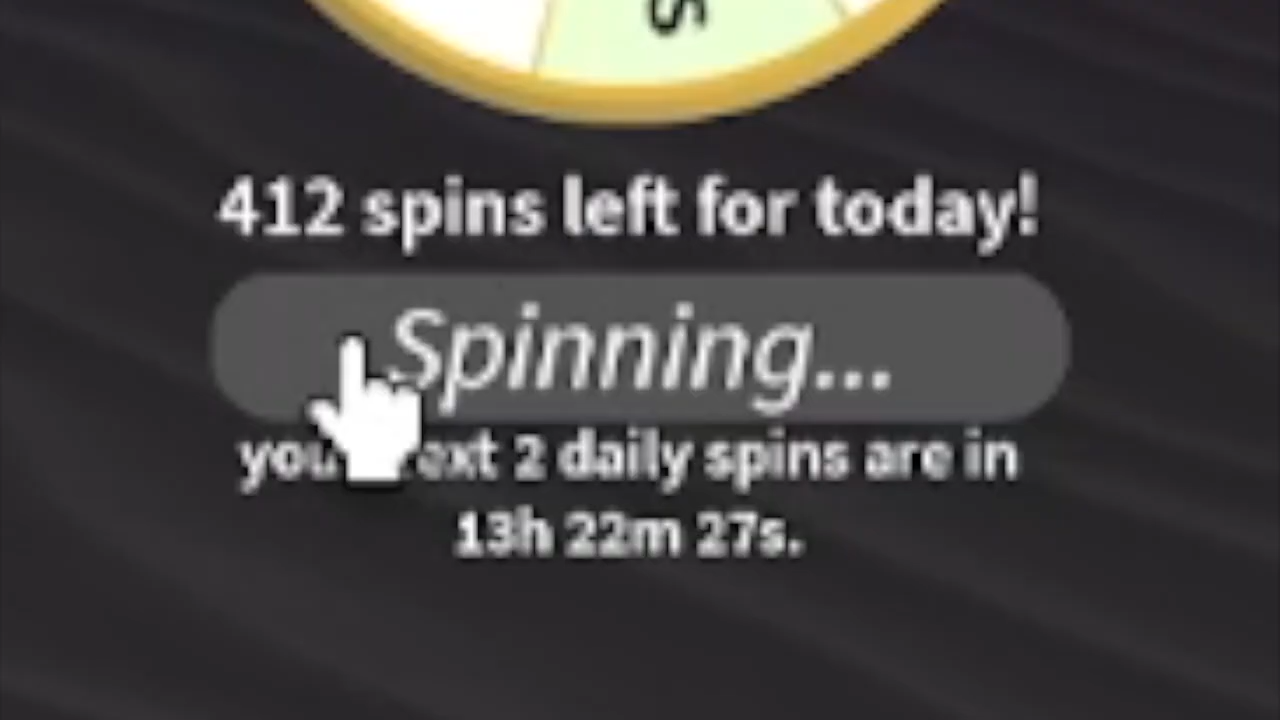 S
412 spins left for today!
Spinning...
2 daily spins are in
13h 22m 27s.